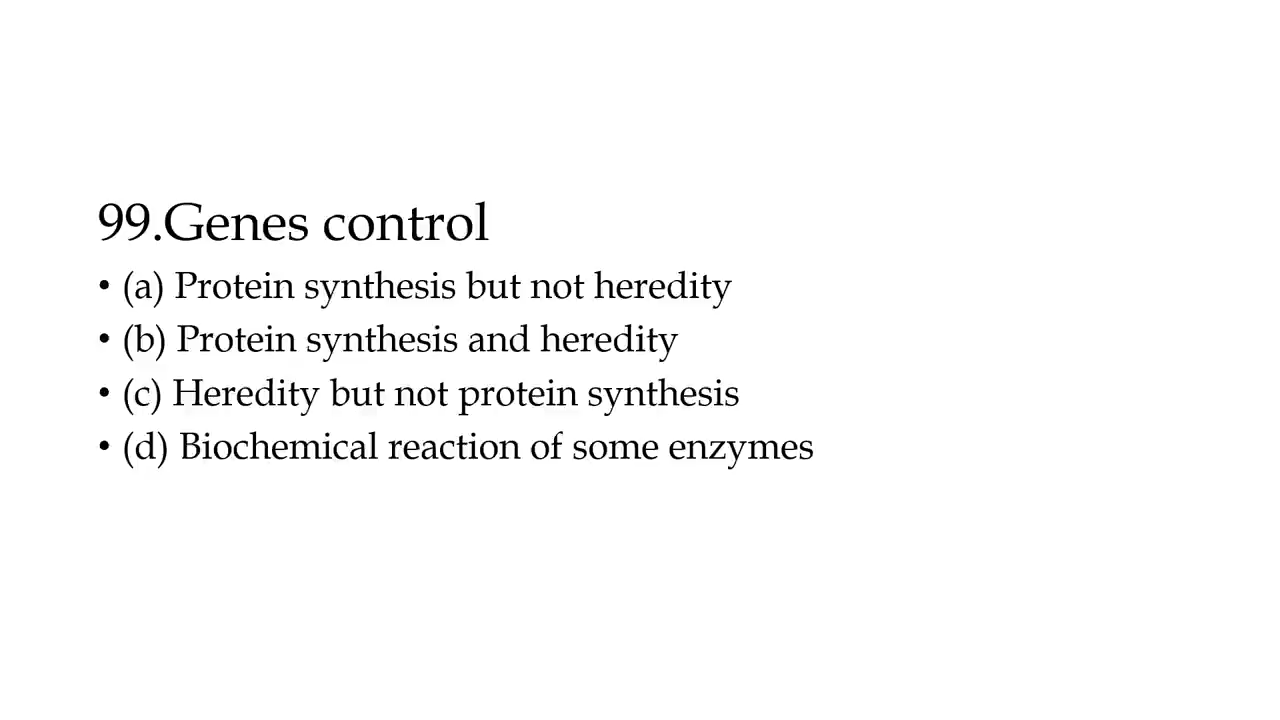 99.Genes control
• (a) Protein synthesis but not heredity
• (b) Protein synthesis and heredity
• (c) Heredity but not protein synthesis
• (d) Biochemical reaction of some enzymes